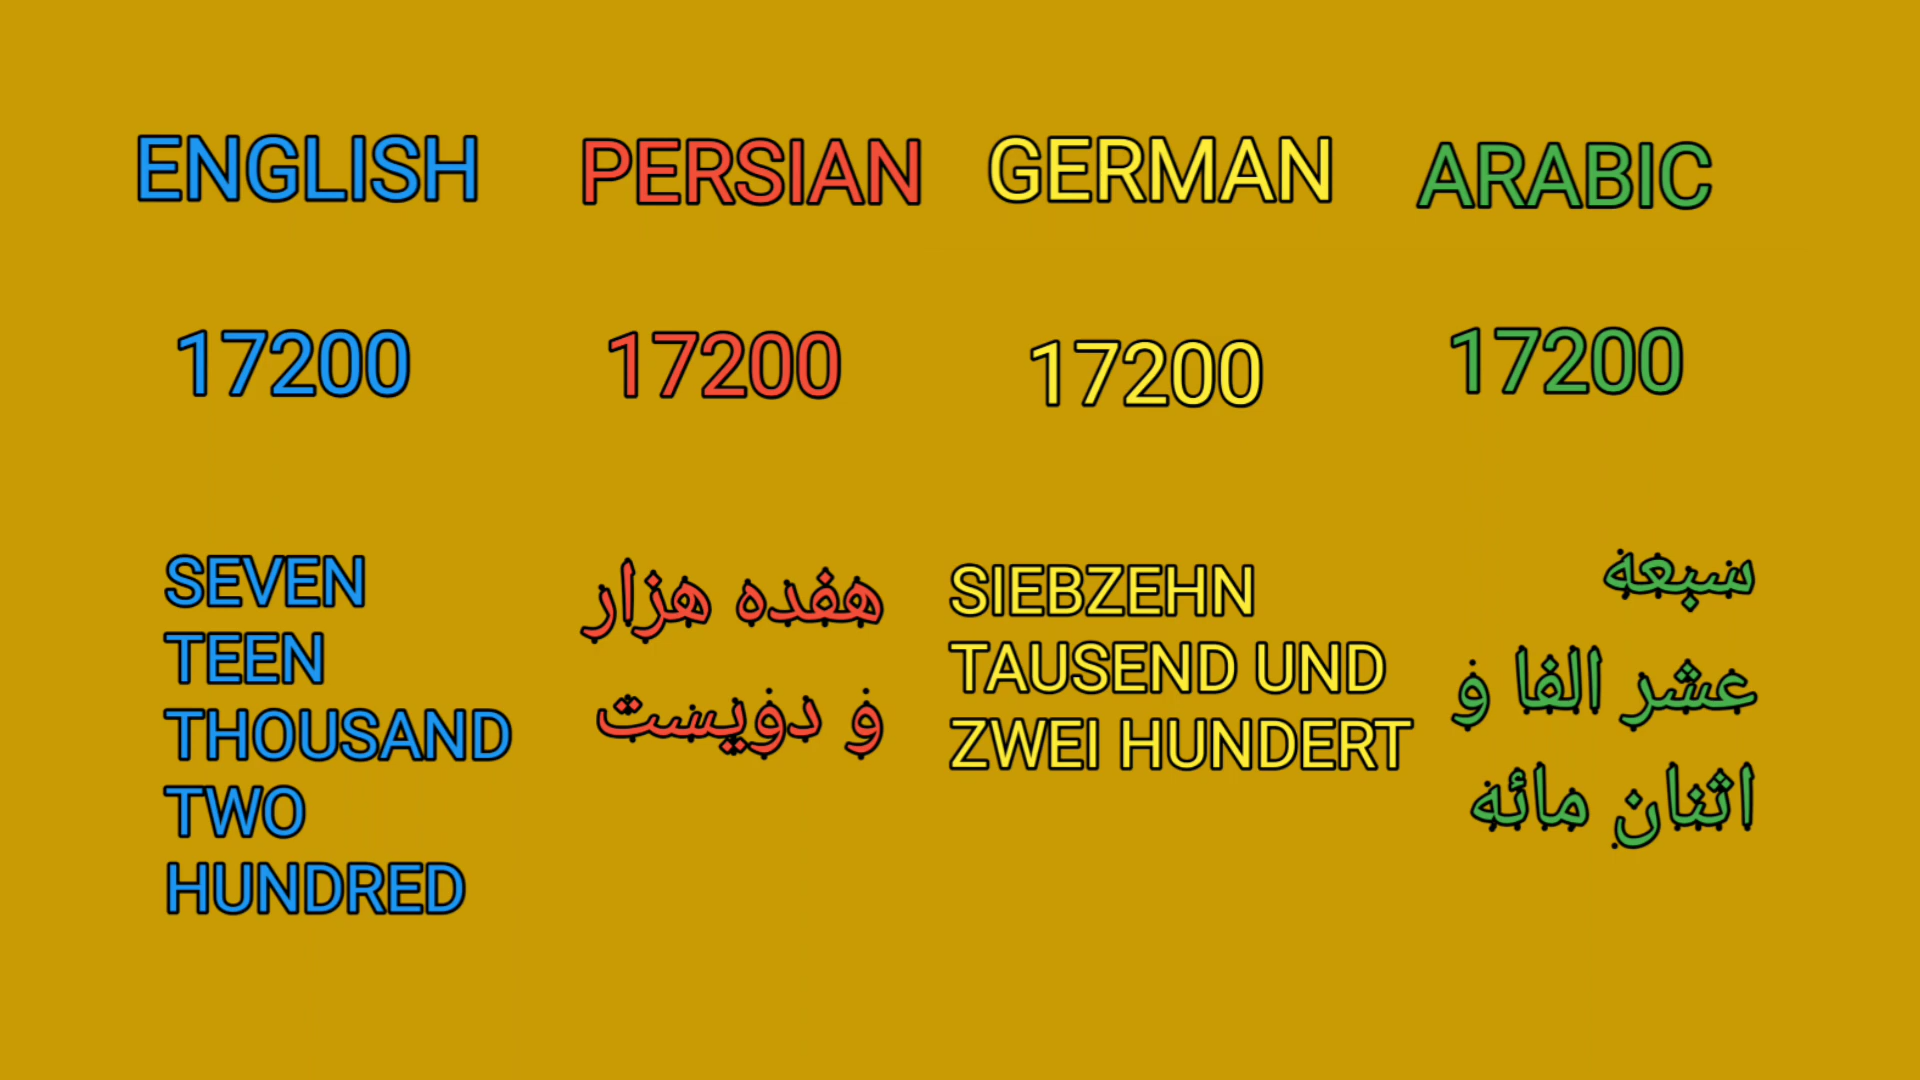 ENGLISH
PERSIAN
GERMAN
ARABIC
17200
17200
17200
17200
SEVEN
TEEN
THOUSAND
TWO
HUNDRED
هفده هزار
و دویست
SIEBZEHN
TAUSEND UND
ZWEI HUNDERT
سبعه
عشر الفا و
اثنان مائه